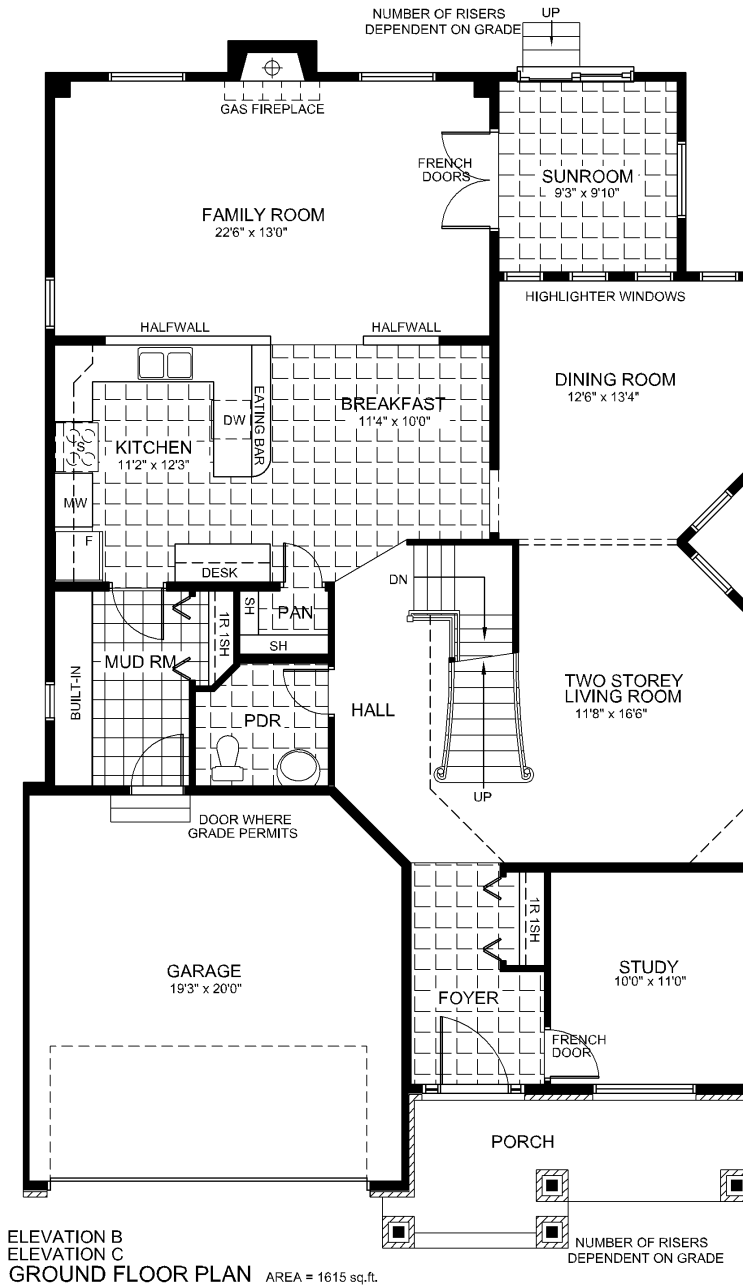 NUMBER OF RISERS
DEPENDENT ON GRADE
UP
GAS FIREPLACE
FRENCH
DOORS
SUNROOM
9'3" x 9'10"
FAMILY ROOM
22'6" x 13'0"
HIGHLIGHTER WINDOWS
HALFWALL
HALFWALL
DINING ROOM
12'6" x 13'4"
EATING BAR
DW
BREAKFAST
11'4" x 10'0"
S
KITCHEN
11'2" x 12'3"
MW
F
DESK
DN
SH
PAN
1R 1SH
SH
MUD RM
BUILT-IN
PDR
HALL
TWO STOREY
LIVING ROOM
11'8" x 16'6"
UP
DOOR WHERE
GRADE PERMITS
1R 1SH
GARAGE
19'3" x 20'0"
STUDY
10'0" x 11'0"
FOYER
FRENCH
DOOR
PORCH
NUMBER OF RISERS
DEPENDENT ON GRADE
ELEVATION B
ELEVATION C
GROUND FLOOR PLAN AREA = 1615 sq.ft.